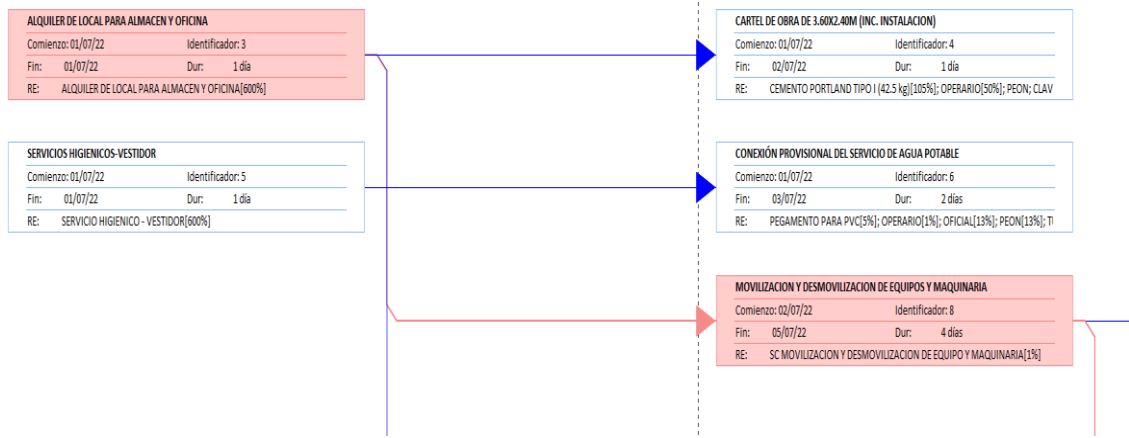 ALQUILER DE LOCAL PARA ALMACEN Y OFICINA
Comienzo: 01/07/22 Identificador: 3
Fin: 01/07/22 Dur: 1 día
RE: ALQUILER DE LOCAL PARA ALMACEN Y OFICINA[600%]
CARTEL DE OBRA DE 3.60X2.40M (INC. INSTALACION)
Comienzo: 01/07/22 Identificador: 4
Fin: 02/07/22 Dur: 1 día
RE: CEMENTO PORTLAND TIPO I (42.5 kg)[105%]; OPERARIO[50%]; PEON; CLAV
SERVICIOS HIGIENICOS-VESTIDOR
Comienzo: 01/07/22 Identificador: 5
Fin: 01/07/22 Dur: 1 día
RE: SERVICIO HIGIENICO - VESTIDOR[600%]
CONEXIÓN PROVISIONAL DEL SERVICIO DE AGUA POTABLE
Comienzo: 01/07/22 Identificador: 6
Fin: 03/07/22 Dur: 2 días
RE: PEGAMENTO PARA PVC[5%]; OPERARIO[1%]; OFICIAL[13%]; PEON[13%];
MOVILIZACION Y DESMOVILIZACION DE EQUIPOS Y MAQUINARIA
Comienzo: 02/07/22 Identificador: 8
Fin: 05/07/22 Dur: 4 días
RE: SC MOVILIZACION Y DESMOVILIZACION DE EQUIPO Y MAQUINARIA[1%]